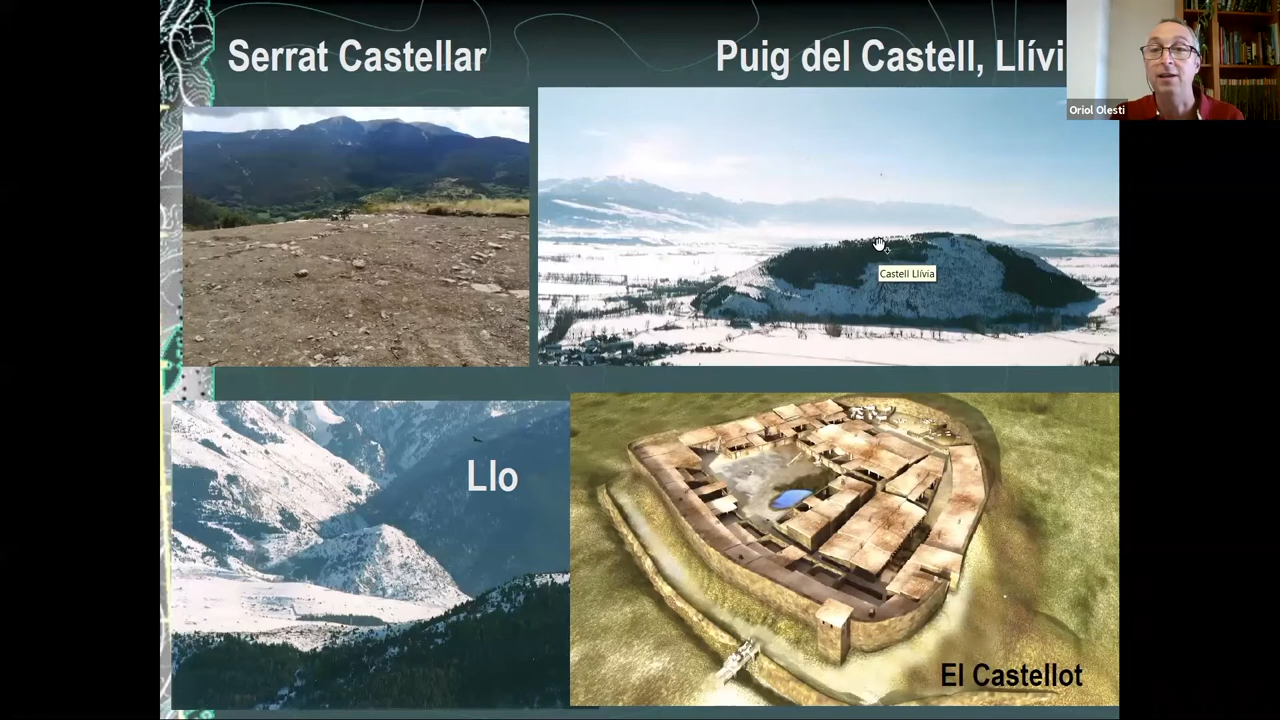 Serrat Castellar
Puig del Castell, Llívi
Oriol Olesti
Castell Llívia
Llo
El Castellot